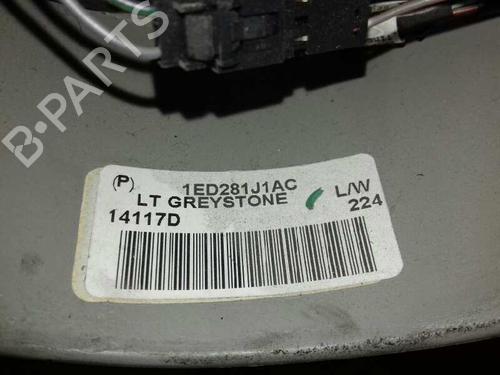 B-PARTS
(P) 1ED281J1AC
LT GREYSTONE L/W
14117D 224